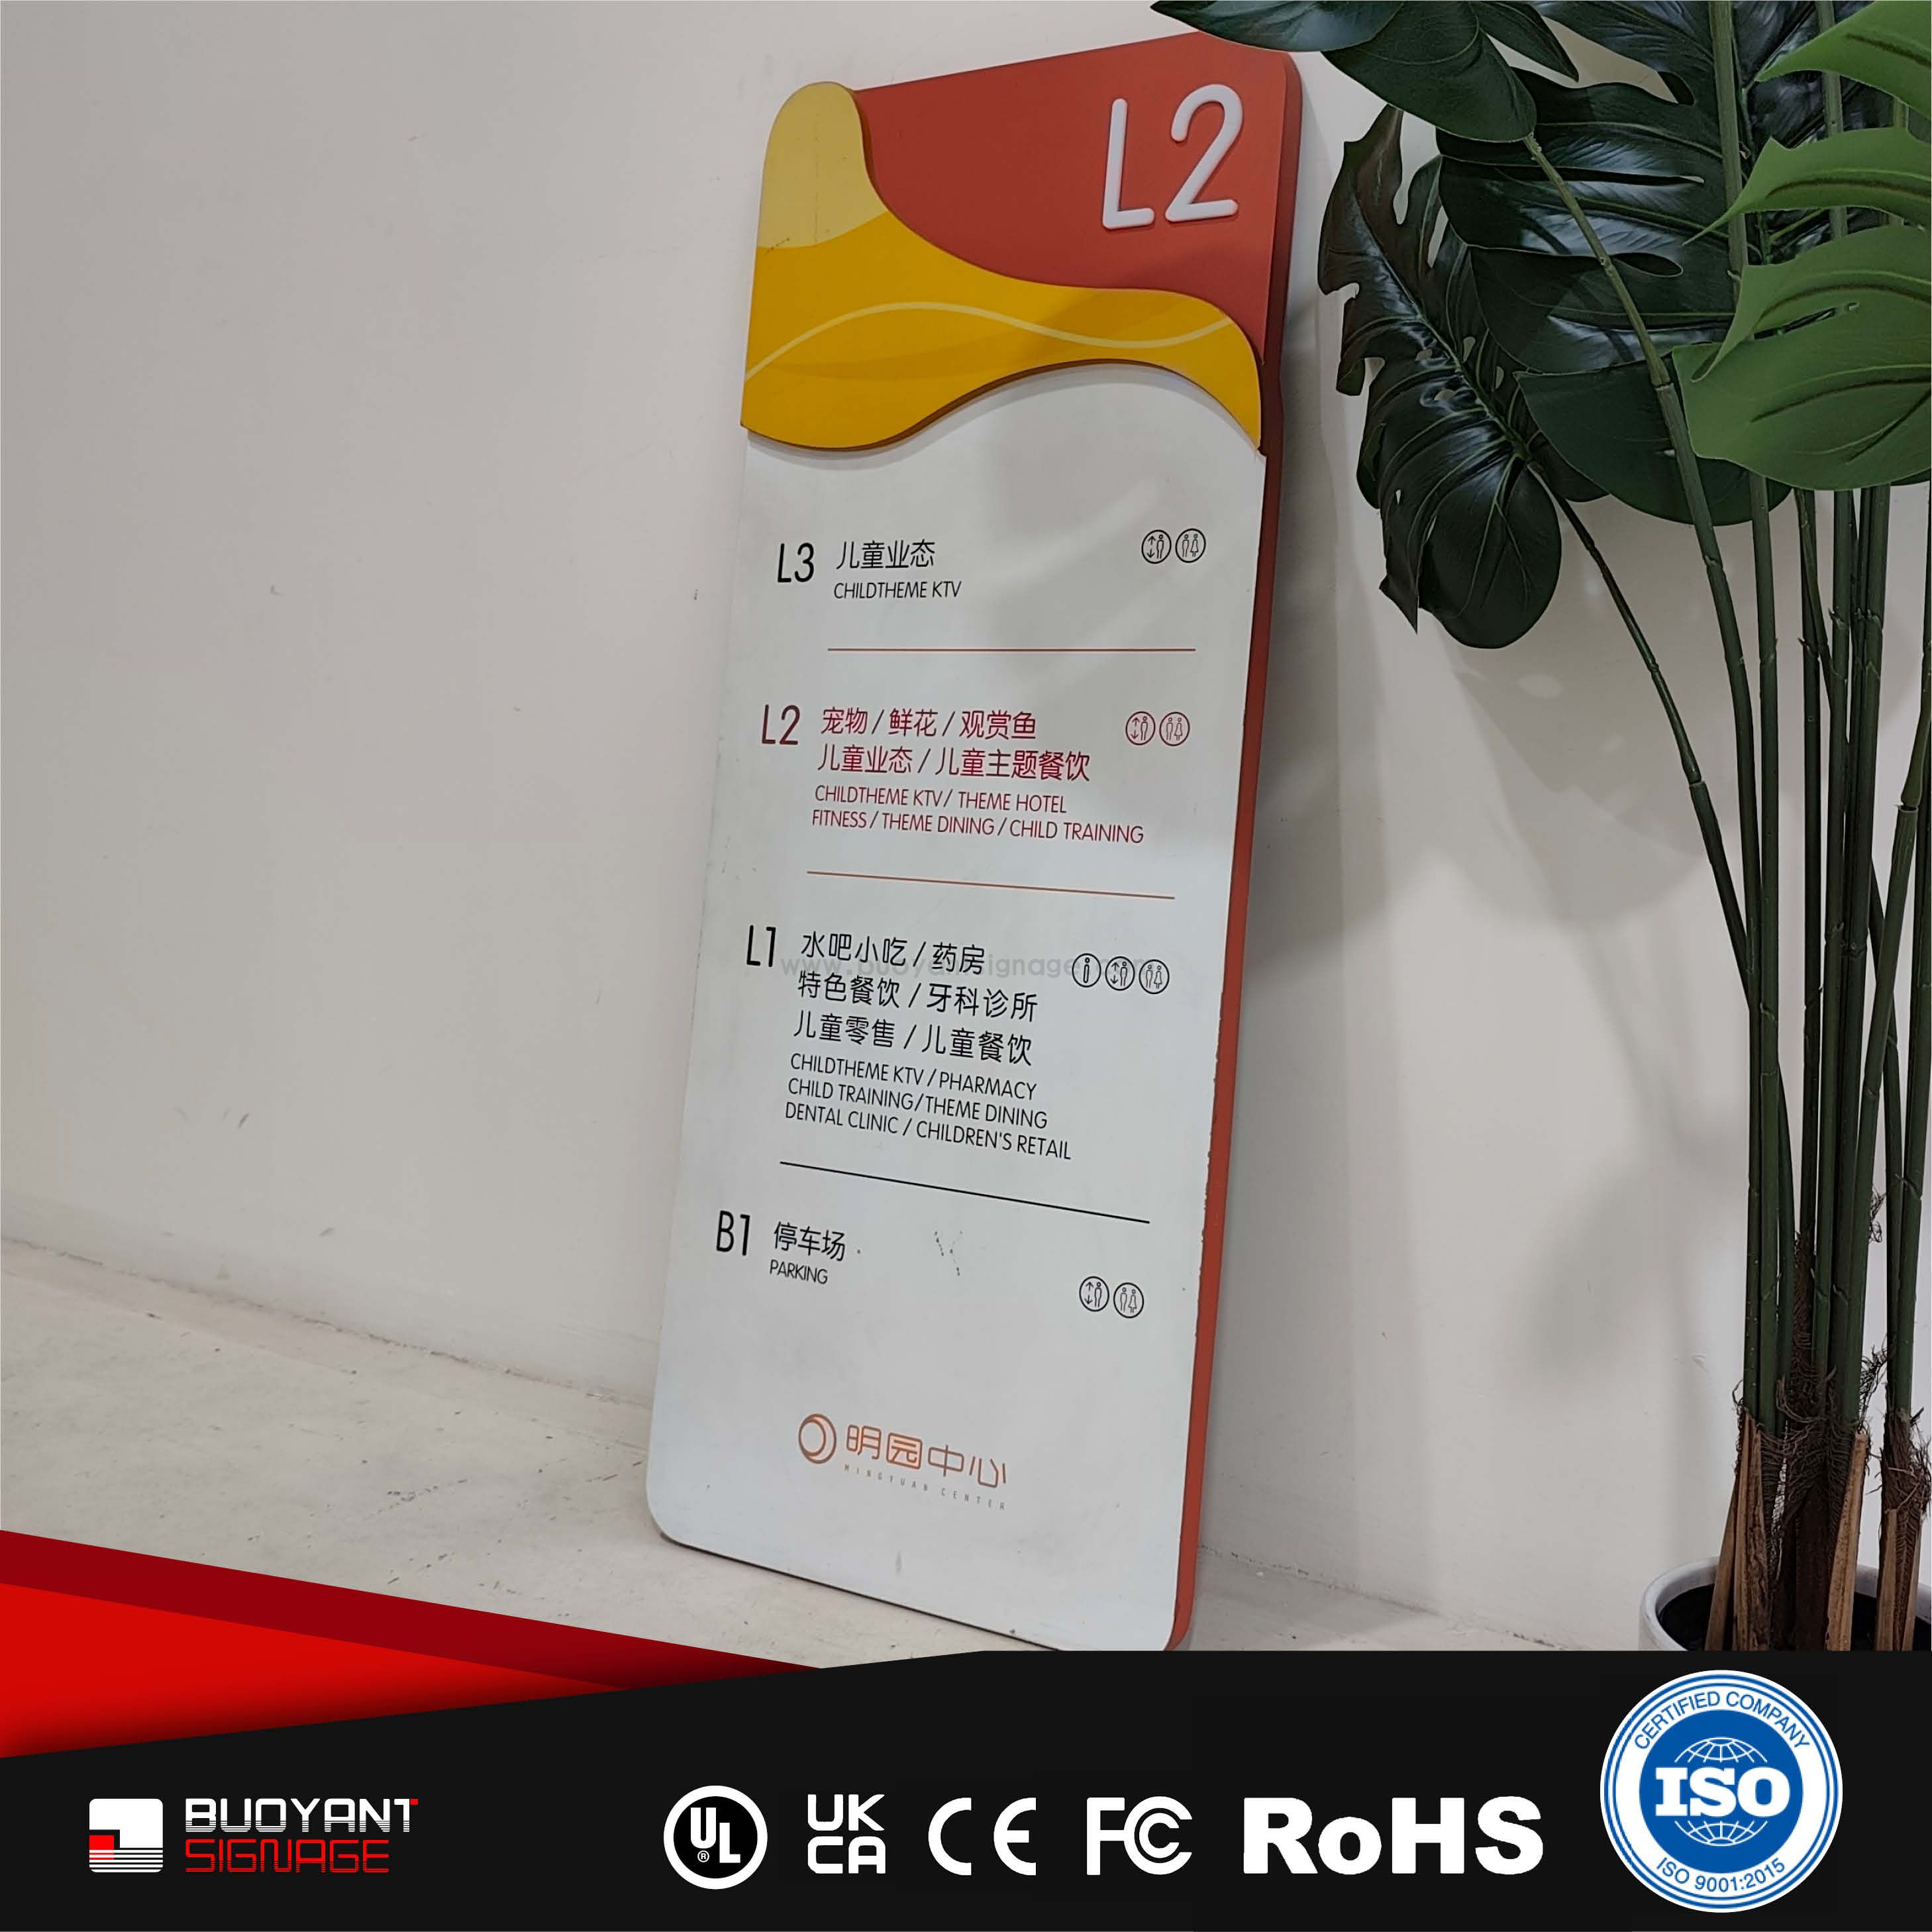 L2
L3 儿童业态
CHILDTHEME KTV
L2 宠物/鲜花/观赏鱼
儿童业态/儿童主题餐饮
CHILDTHEME KTV/ THEME HOTEL
FITNESS/THEME DINING/CHILD TRAINING
L1 水吧小吃/药房
www.buoyantsignage.com
特色餐饮/牙科诊所
儿童零售/儿童餐饮
CHILDTHEME KTV/PHARMACY
CHILD TRAINING/THEME DINING
DENTAL CLINIC/CHILDREN'S RETAIL
B1 停车场
PARKING
明园中心
MINGYUAN CENTER
BUOYANT
SIGNAGE
UL
®
UK
CA
CE
FC
RoHS
CERTIFIED COMPANY
ISO
ISO 9001:2015